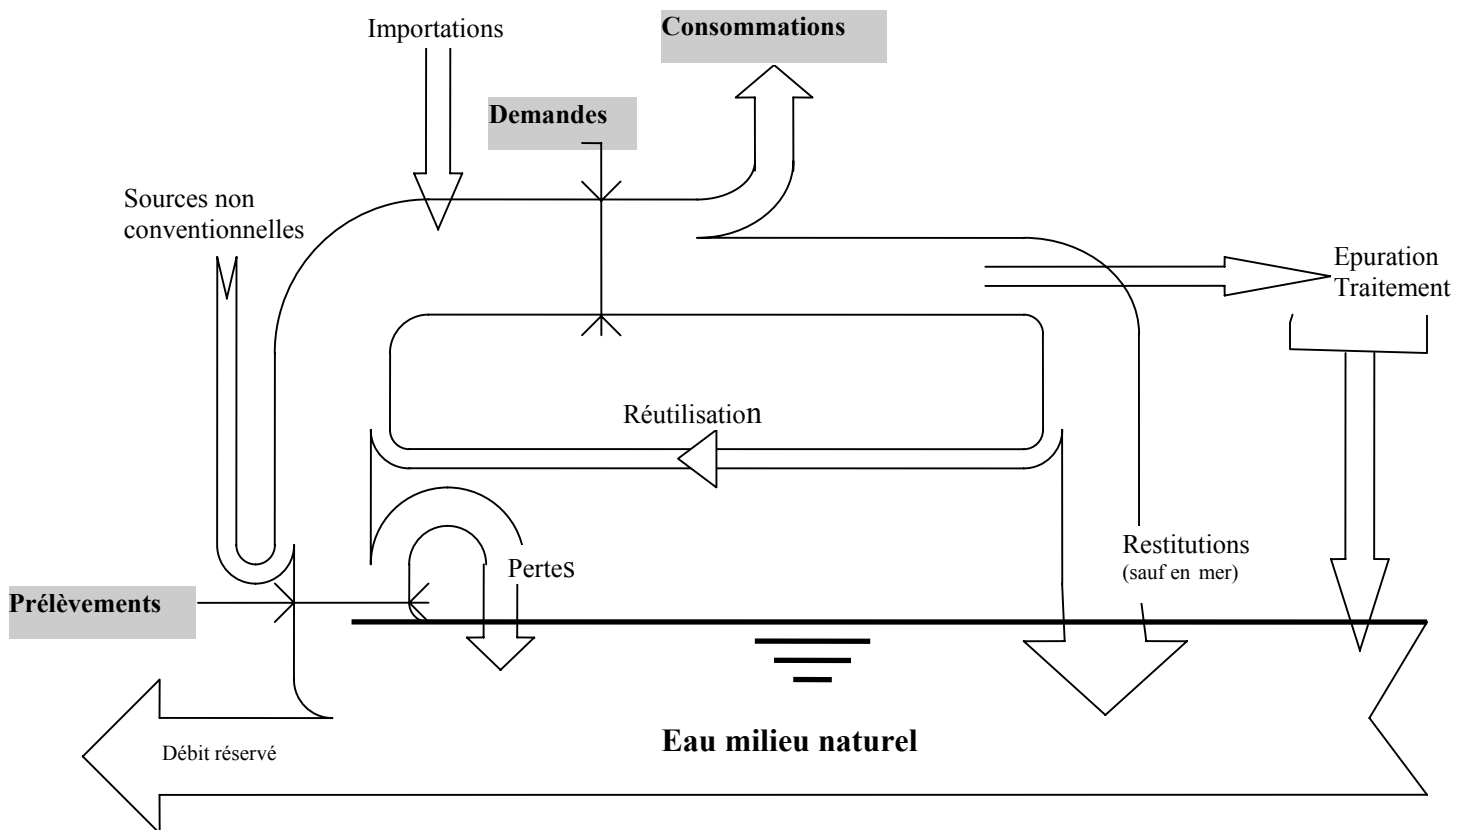 Importations
Consommations
Demandes
Sources non
conventionnelles
Epuration
Traitement
Réutilisation
Pertes
Restitutions
(sauf en mer)
Prélèvements
Eau milieu naturel
Débit réservé